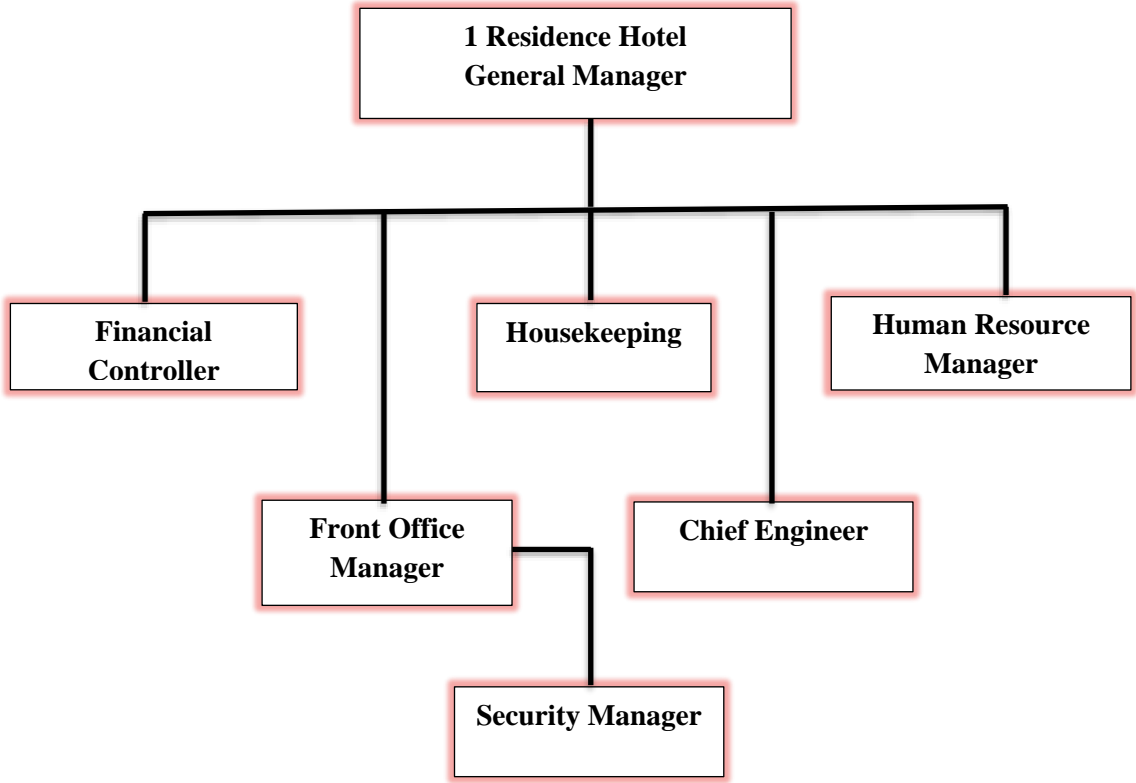 1 Residence Hotel
General Manager
Financial
Controller
Housekeeping
Human Resource
Manager
Front Office
Manager
Chief Engineer
Security Manager